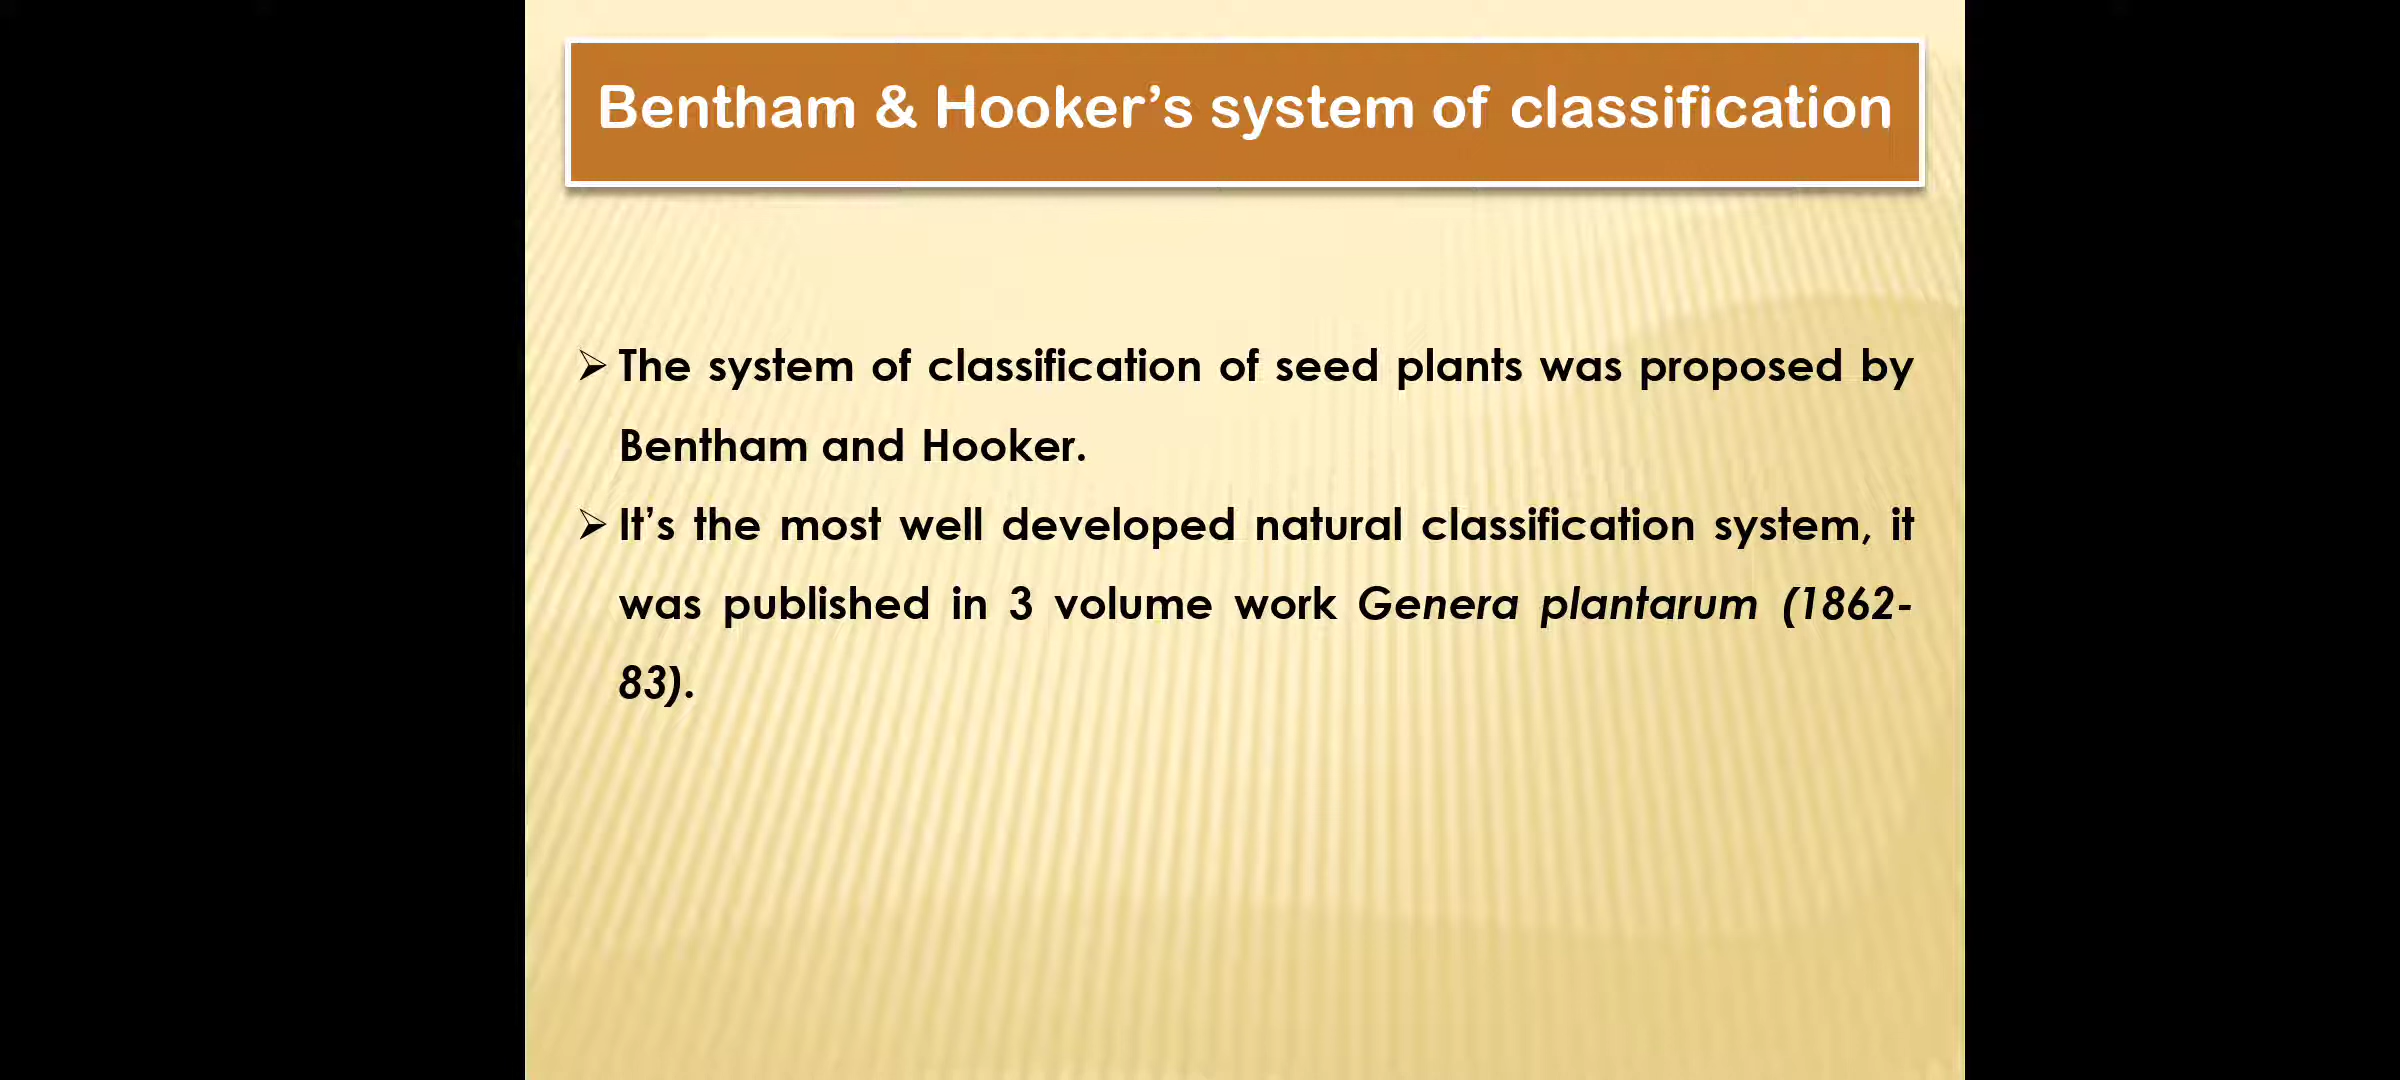 Bentham & Hooker’s system of classification
➢ The system of classification of seed plants was proposed by
Bentham and Hooker.
➢ It’s the most well developed natural classification system, it
was published in 3 volume work Genera plantarum (1862-
83).